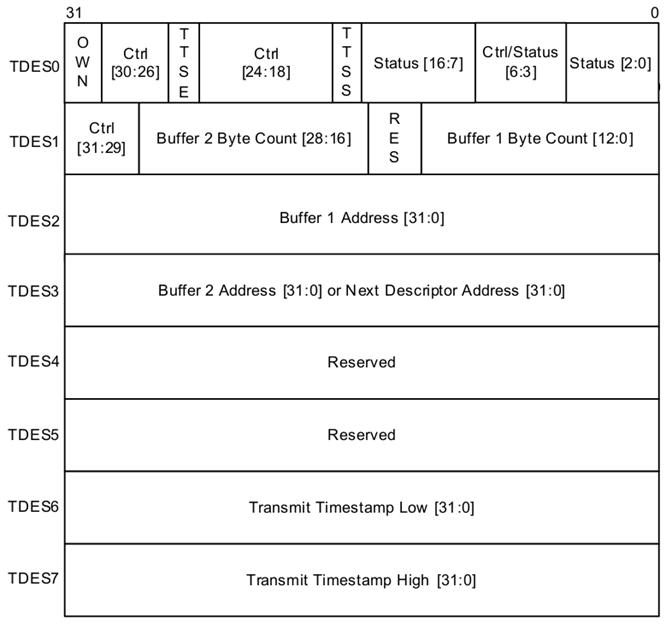 31 0
TDES0
OWN
Ctrl
[30:26]
TTSE
Ctrl
[24:18]
TTSS
Status [16:7]
Ctrl/Status
[6:3]
Status [2:0]
TDES1
Ctrl
[31:29]
Buffer 2 Byte Count [28:16]
RES
Buffer 1 Byte Count [12:0]
TDES2
Buffer 1 Address [31:0]
TDES3
Buffer 2 Address [31:0] or Next Descriptor Address [31:0]
TDES4
Reserved
TDES5
Reserved
TDES6
Transmit Timestamp Low [31:0]
TDES7
Transmit Timestamp High [31:0]